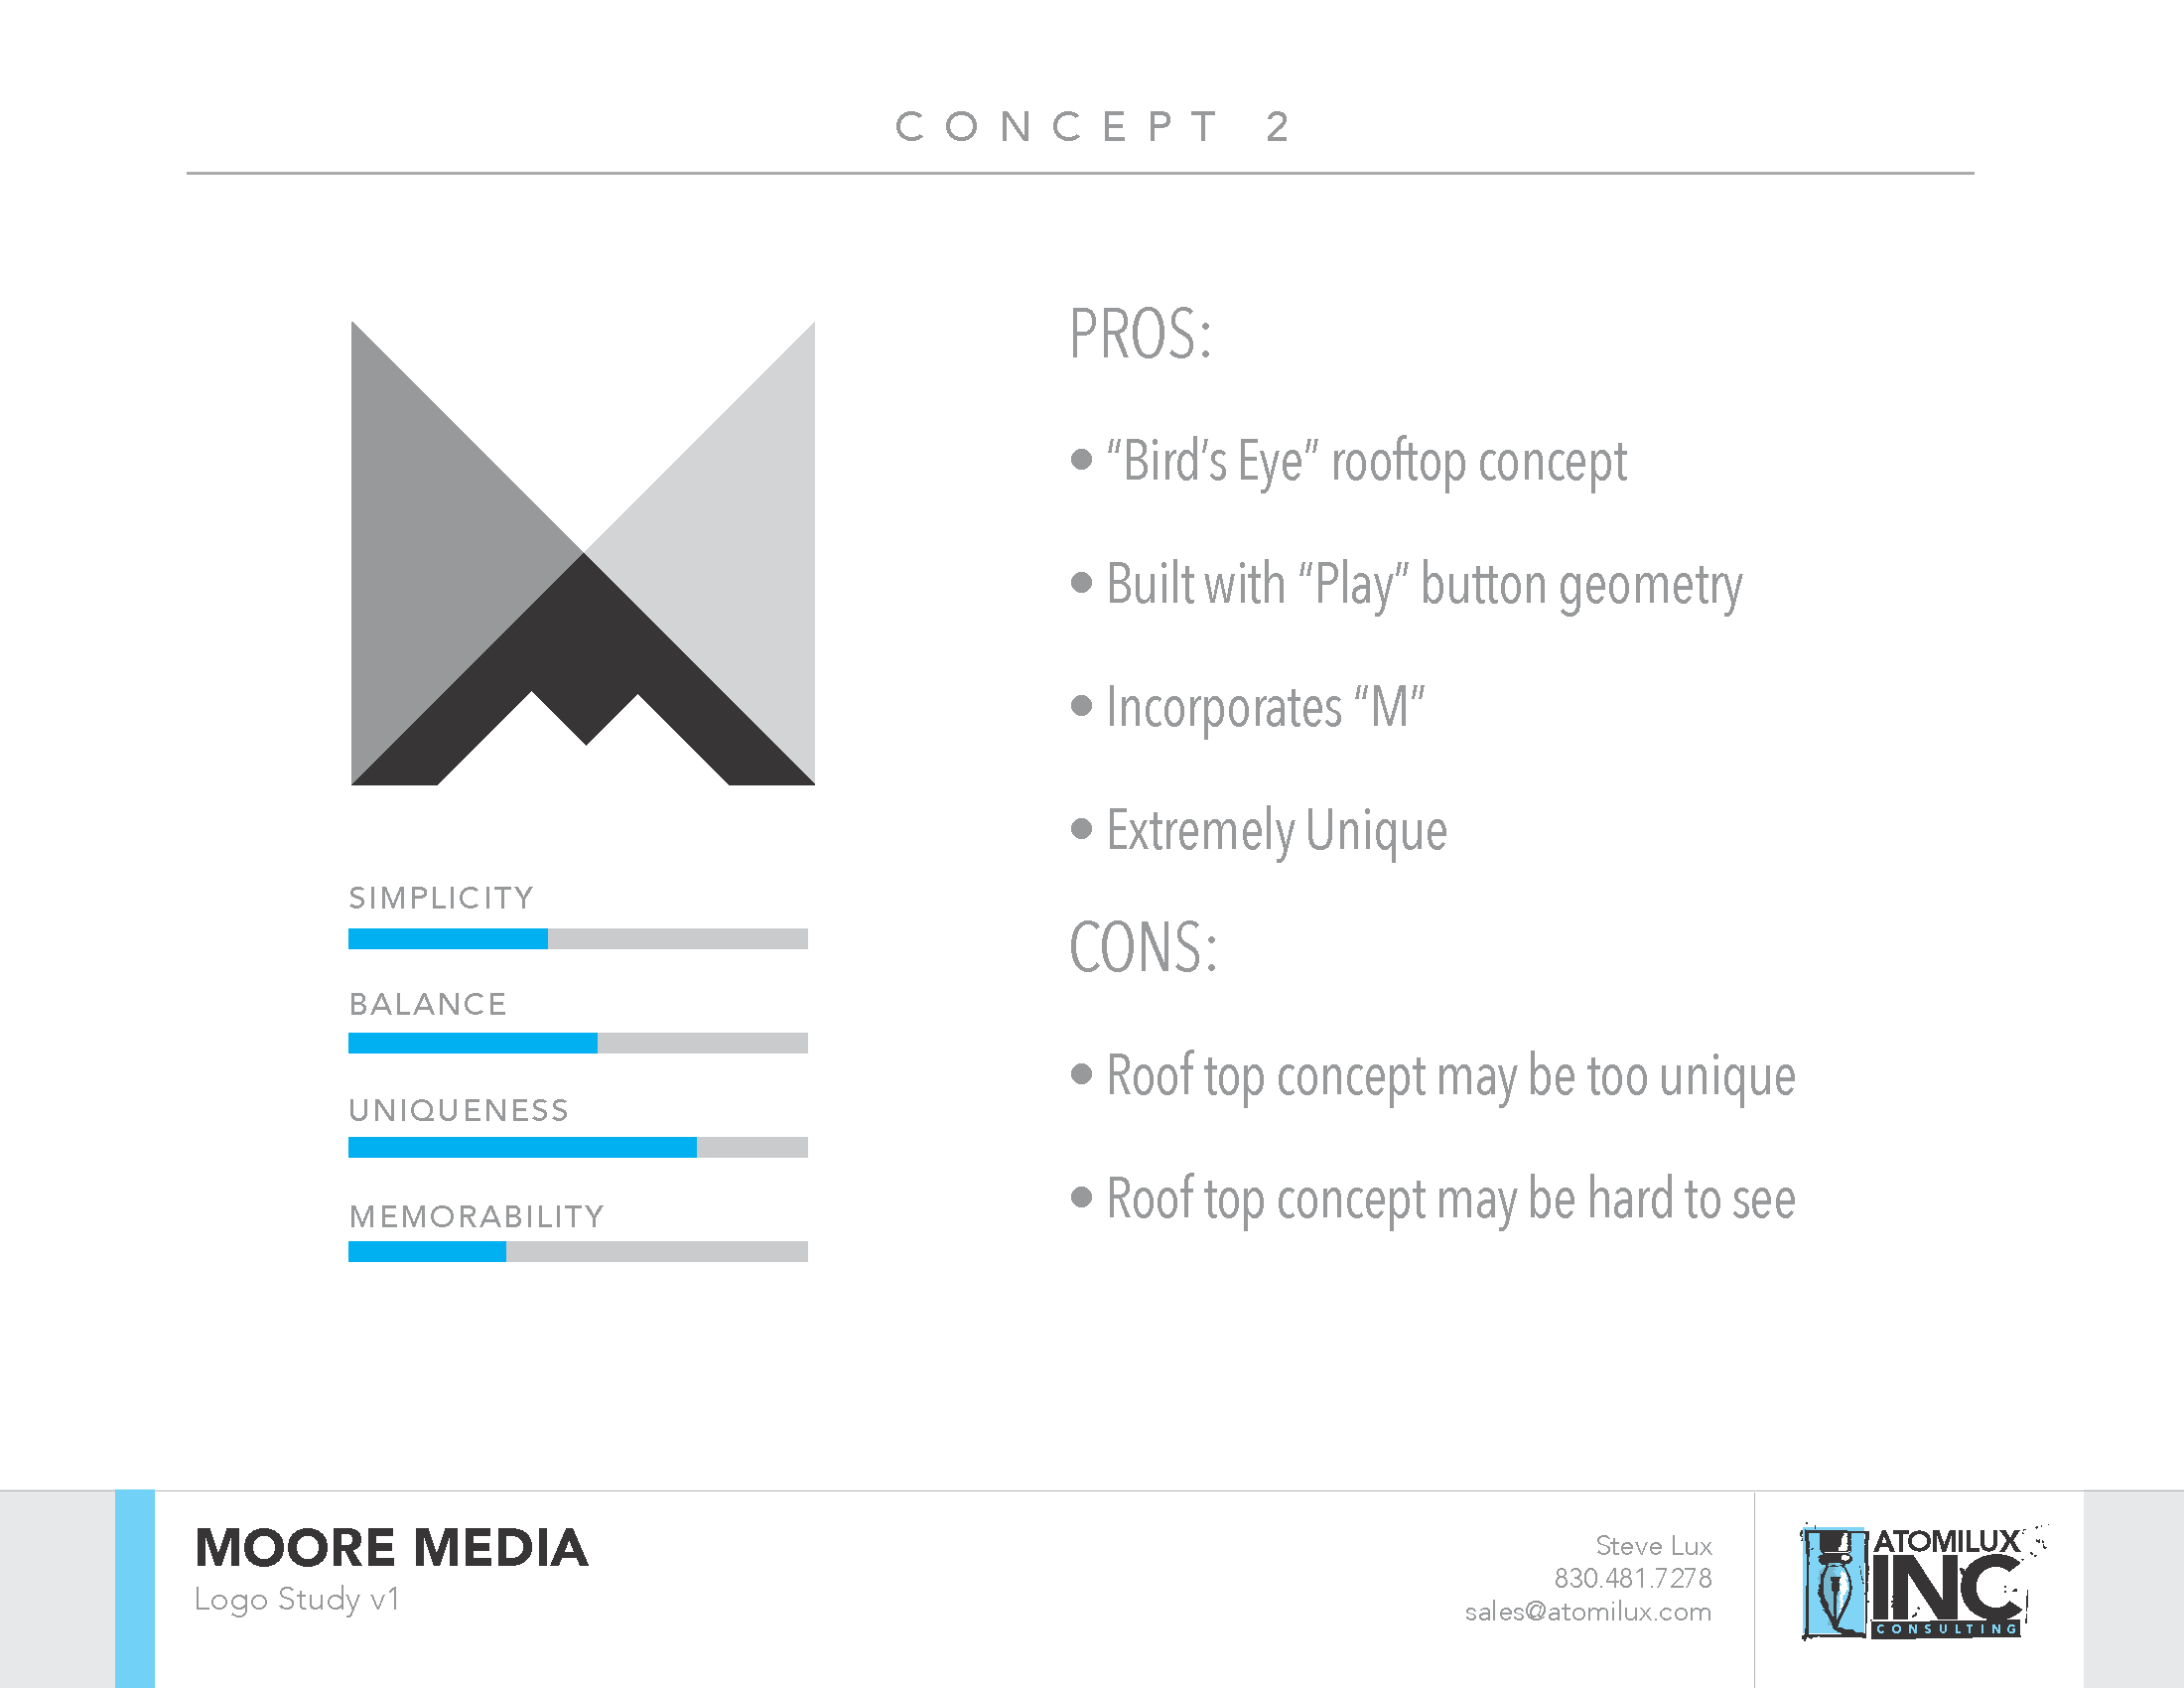 CONCEPT 2
PROS:
• “Bird’s Eye” rooftop concept
• Built with “Play” button geometry
• Incorporates “M”
• Extremely Unique
CONS:
• Roof top concept may be too unique
• Roof top concept may be hard to see
SIMPLICITY
BALANCE
UNIQUENESS
MEMORABILITY
MOORE MEDIA
Logo Study v1
Steve Lux
830.481.7278
sales@atomilux.com
ATOMILUX
INC
CONSULTING